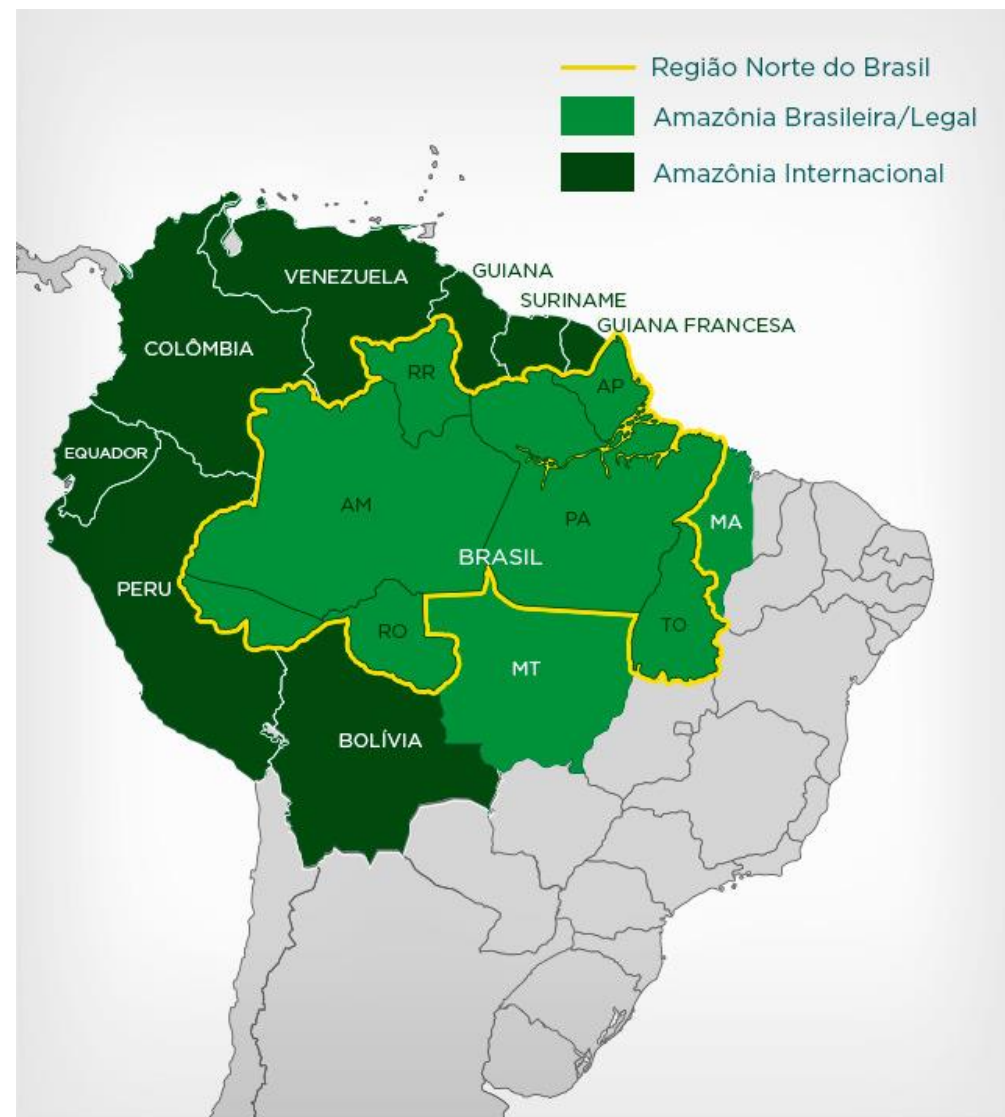 Região Norte do Brasil
Amazônia Brasileira/Legal
Amazônia Internacional
VENEZUELA
GUIANA
SURINAME
GUIANA FRANCESA
COLÔMBIA
RR
AP
EQUADOR
AM
PA
MA
BRASIL
PERU
RO
TO
MT
BOLÍVIA